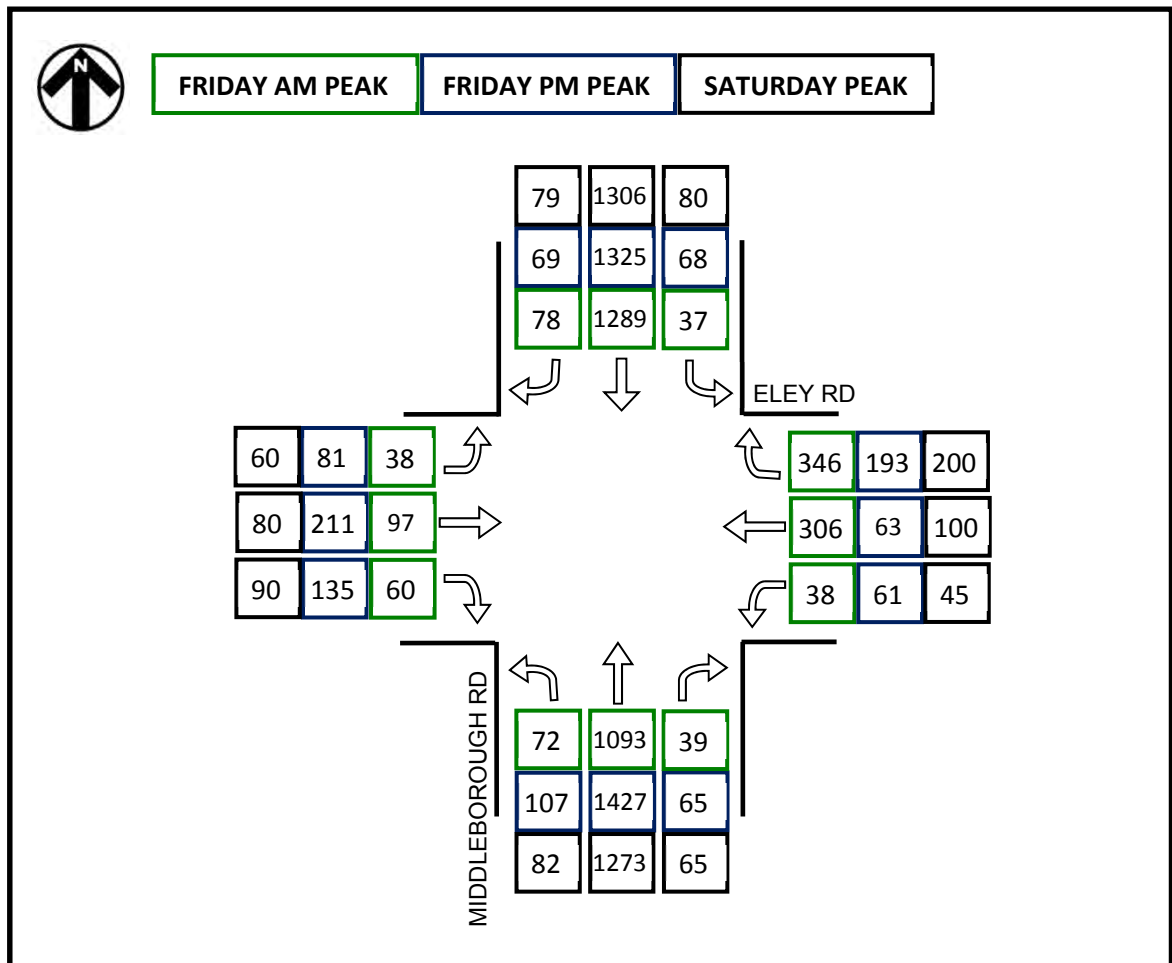 N
FRIDAY AM PEAK FRIDAY PM PEAK SATURDAY PEAK
79 1306 80
69 1325 68
78 1289 37
ELEY RD
60 81 38 346 193 200
80 211 97 306 63 100
90 135 60 38 61 45
MIDDLEBOROUGH RD
72 1093 39
107 1427 65
82 1273 65